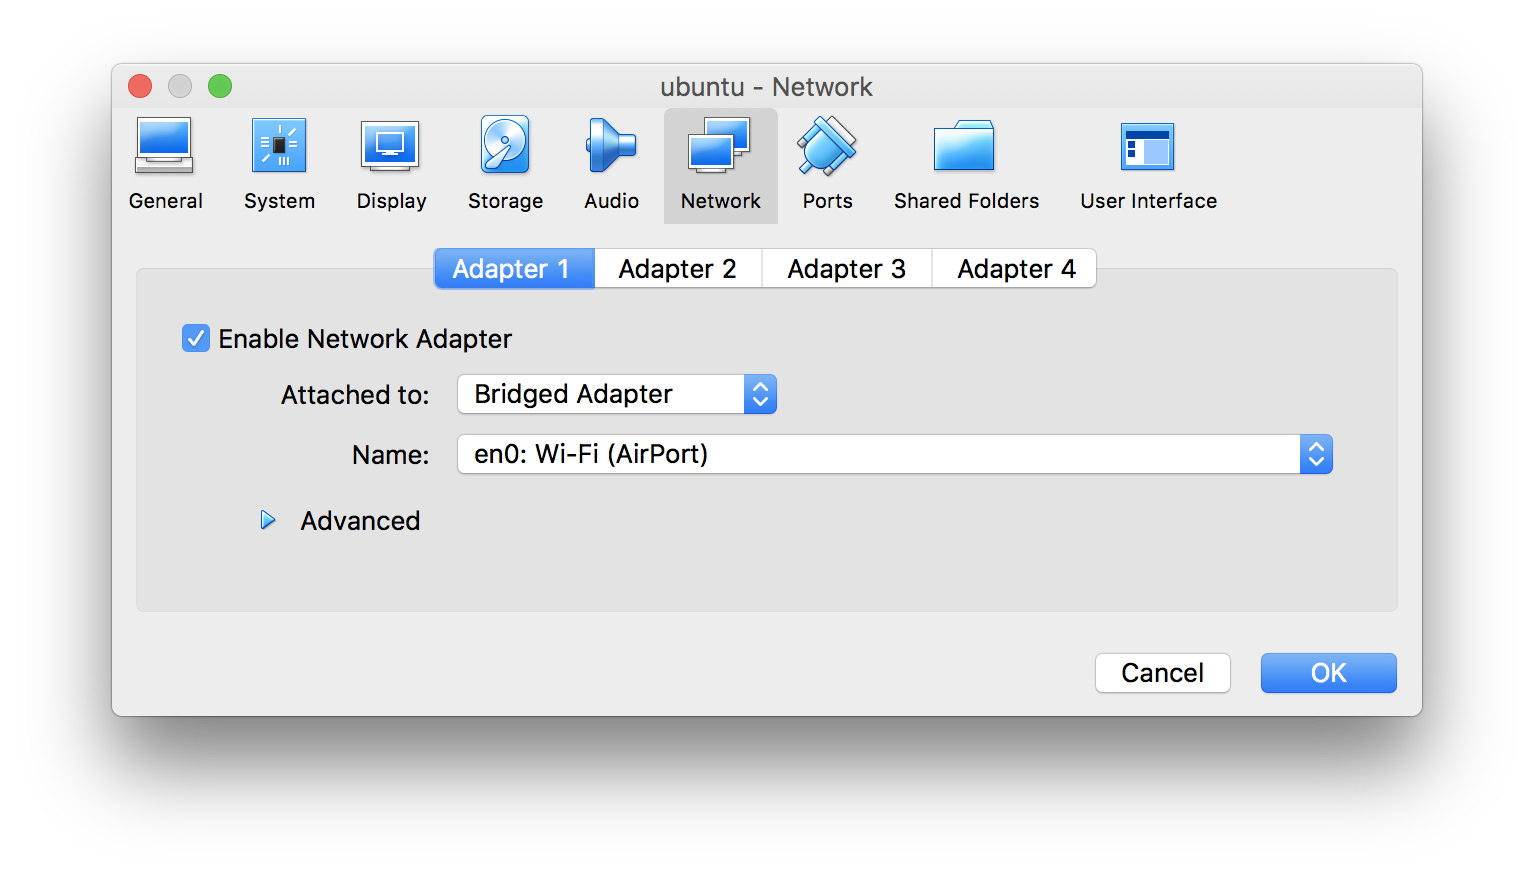 ubuntu - Network
General System Display Storage Audio Network Ports Shared Folders User Interface
Adapter 1 Adapter 2 Adapter 3 Adapter 4
Enable Network Adapter
Attached to: Bridged Adapter
Name: en0: Wi-Fi (AirPort)
Advanced
Cancel OK